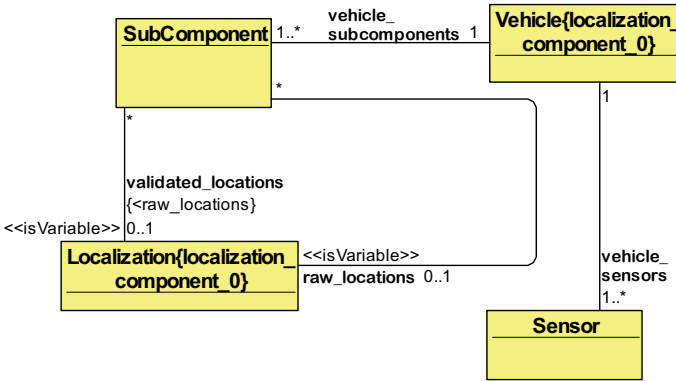 SubComponent
1..*
vehicle_
subcomponents
1
Vehicle{localization_
component_0}
*
*
1
validated_locations
{<raw_locations}
<<isVariable>>
0..1
Localization{localization_
component_0}
<<isVariable>>
raw_locations
0..1
vehicle_
sensors
1..*
Sensor